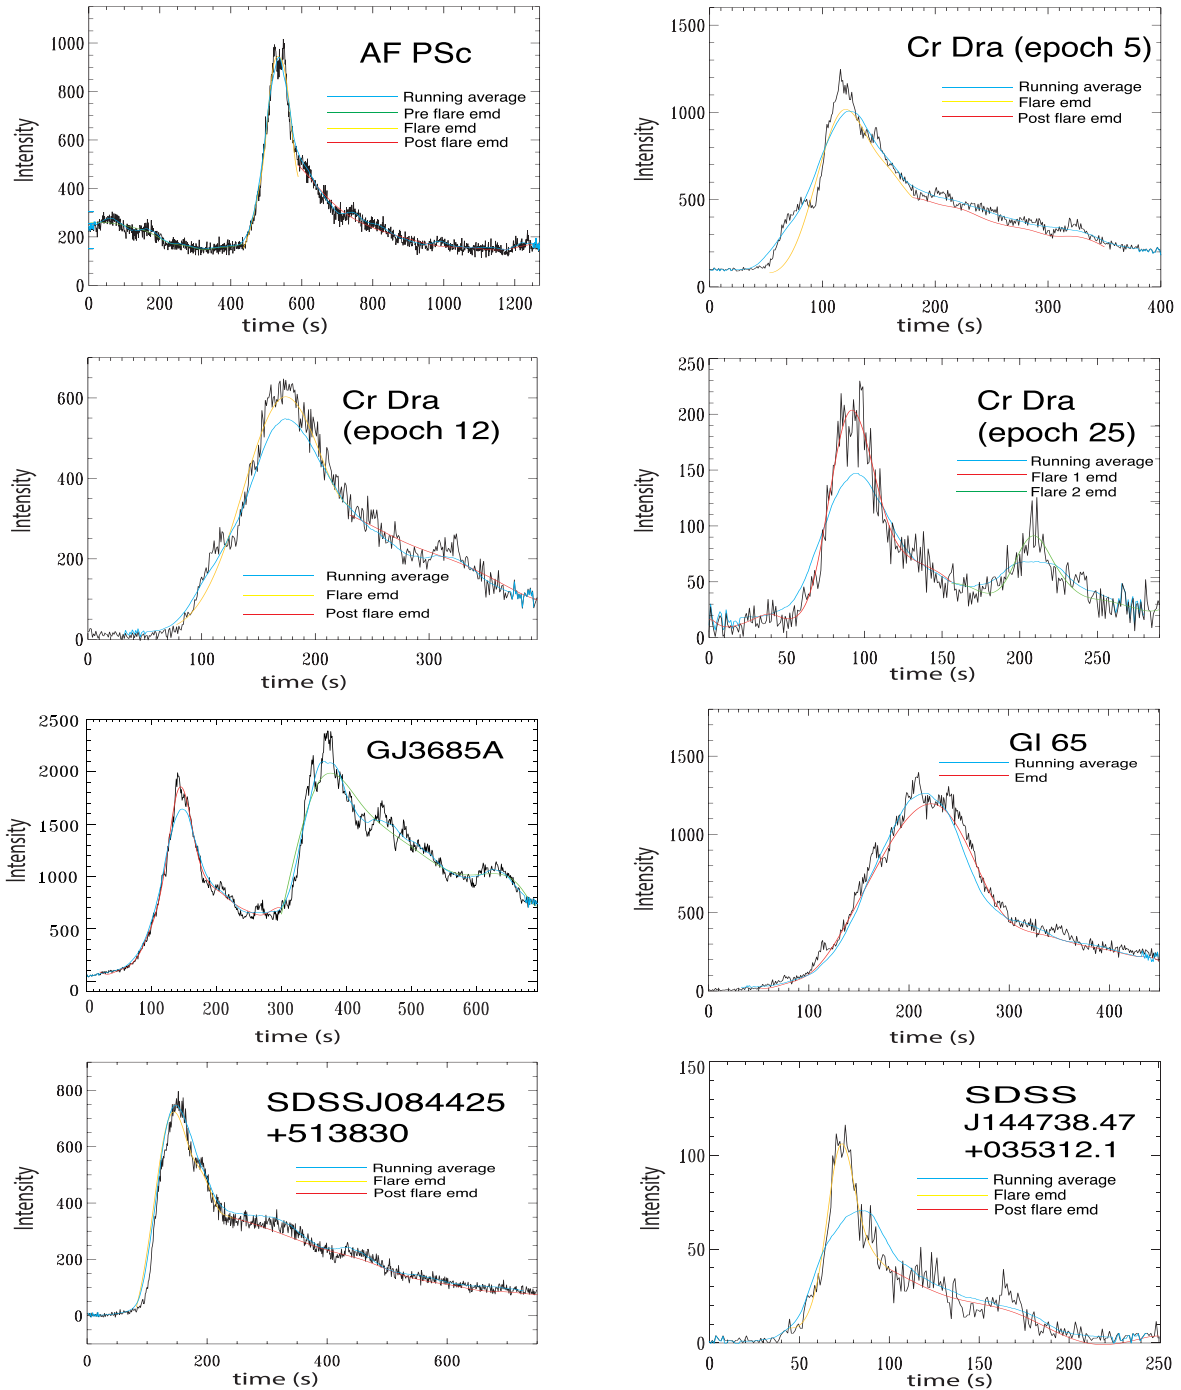 AF PSc
Running average
Pre flare emd
Flare emd
Post flare emd
Intensity
1000
800
600
400
200
0
0 200 400 600 800 1000 1200
time (s)
Cr Dra (epoch 5)
Running average
Flare emd
Post flare emd
Intensity
1500
1000
500
0
0 100 200 300 400
time (s)
Cr Dra
(epoch 12)
Running average
Flare emd
Post flare emd
Intensity
600
400
200
0
0 100 200 300
time (s)
Cr Dra
(epoch 25)
Running average
Flare 1 emd
Flare 2 emd
Intensity
250
200
150
100
50
0
0 50 100 150 200 250
time (s)
GJ3685A
Intensity
2500
2000
1500
1000
500
0
0 100 200 300 400 500 600
time (s)
GI 65
Running average
Emd
Intensity
1500
1000
500
0
0 100 200 300 400
time (s)
SDSSJ084425
+513830
Running average
Flare emd
Post flare emd
Intensity
800
600
400
200
0
0 200 400 600
time (s)
SDSS
J144738.47
+035312.1
Running average
Flare emd
Post flare emd
Intensity
150
100
50
0
0 50 100 150 200 250
time (s)